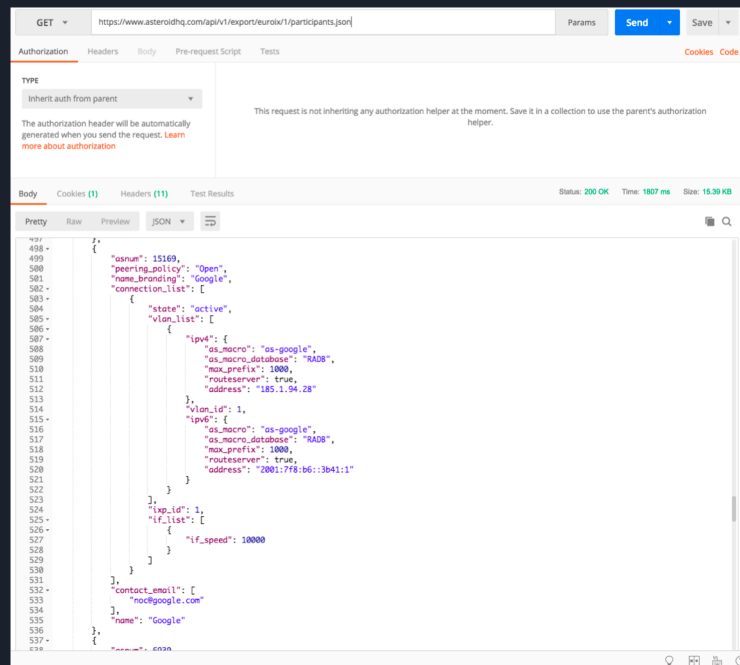 GET
https://www.asteroidhq.com/api/v1/export/euroix/1/participants.json
Params
Send
Save
Authorization
Headers
Body
Pre-request Script
Tests
Cookies
Code
TYPE
Inherit auth from parent
The authorization header will be automatically
generated when you send the request. Learn
more about authorization
This request is not inheriting any authorization helper at the moment. Save it in a collection to use the parent's authorization
helper.
Body
Cookies (1)
Headers (11)
Test Results
Status: 200 OK
Time: 1807 ms
Size: 15.39 KB
Pretty
Raw
Preview
JSON
497 },
498 {
499 "asnum": 15169,
500 "peering_policy": "Open",
501 "name_branding": "Google",
502 "connection_list": [
503 {
504 "state": "active",
505 "vlan_list": [
506 {
507 "ipv4": {
508 "as_macro": "as-google",
509 "as_macro_database": "RADB",
510 "max_prefix": 1000,
511 "routeserver": true,
512 "address": "185.1.94.28"
513 },
514 "vlan_id": 1,
515 "ipv6": {
516 "as_macro": "as-google",
517 "as_macro_database": "RADB",
518 "max_prefix": 1000,
519 "routeserver": true,
520 "address": "2001:7f8:b6::3b41:1"
521 }
522 }
523 ],
524 "ixp_id": 1,
525 "if_list": [
526 {
527 "if_speed": 10000
528 }
529 ]
530 }
531 ],
532 "contact_email": [
533 "noc@google.com"
534 ],
535 "name": "Google"
536 },
537 {
538 "asnum": 6939,